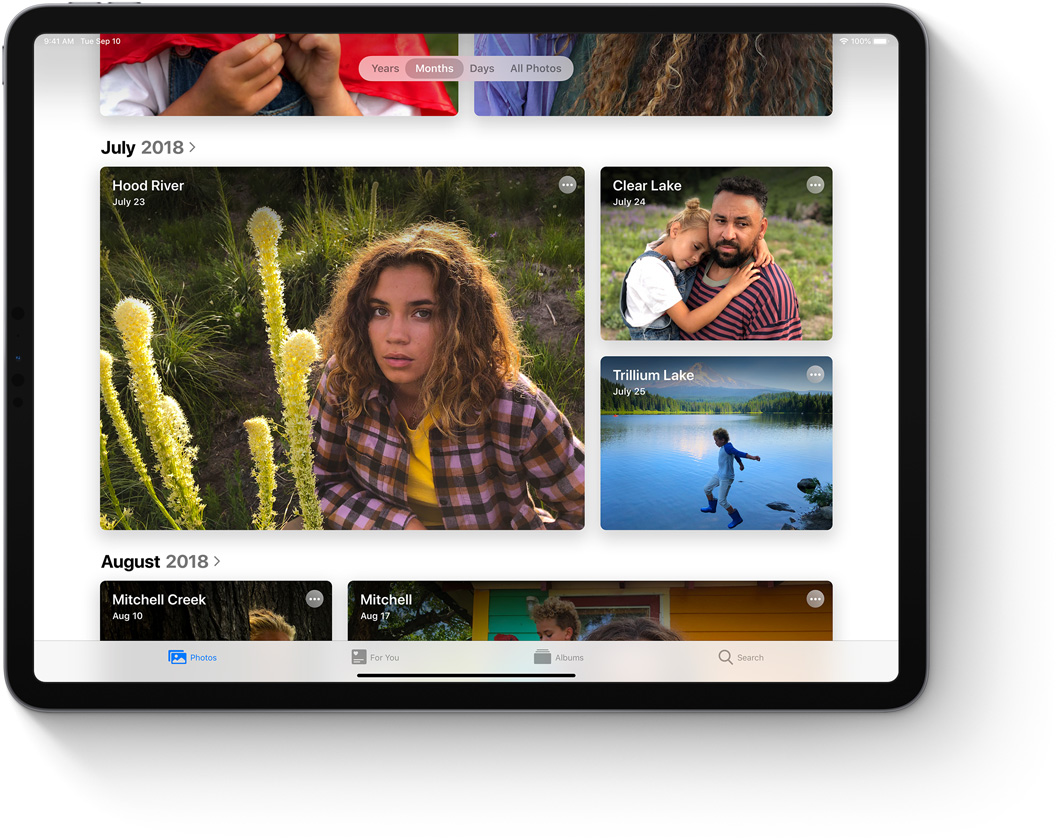 9:41 AM Tue Sep 10
100%
Years Months Days All Photos
July 2018 >
Hood River
July 23
Clear Lake
July 24
Trillium Lake
July 25
August 2018 >
Mitchell Creek
Aug 10
Mitchell
Aug 17
Photos For You Albums Search